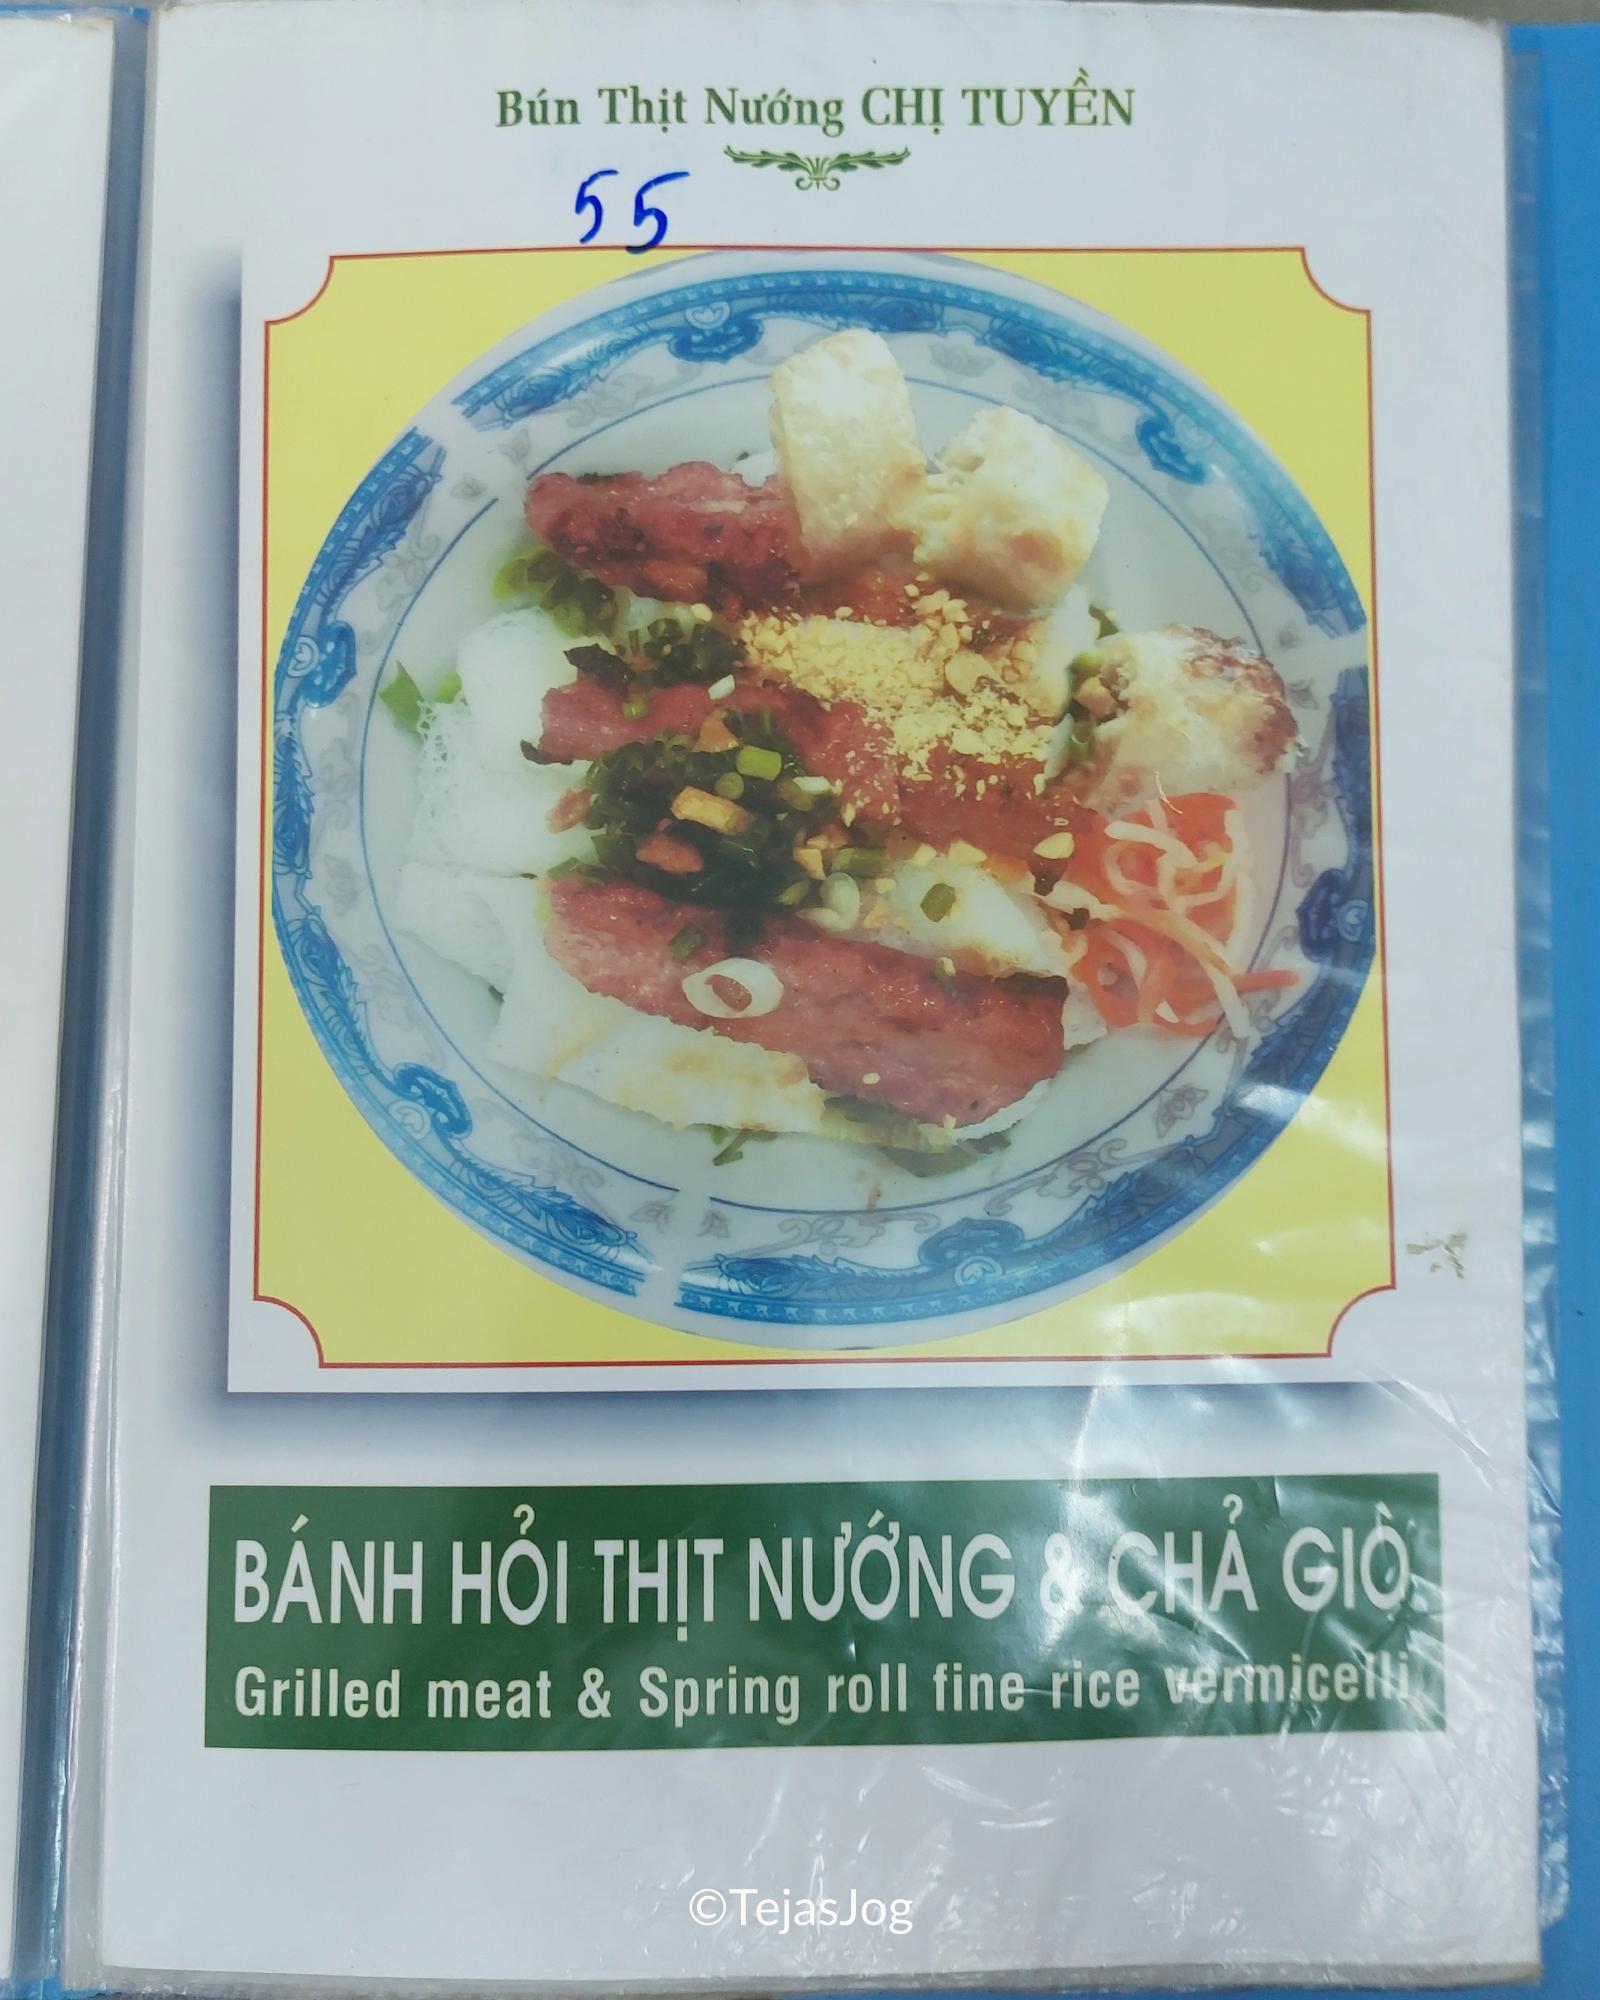 Bún Thịt Nướng CHỊ TUYỀN
55
BÁNH HỎI THỊT NƯỚNG & CHẢ GIÒ
Grilled meat & Spring roll fine rice vermicelli
©TejasJog